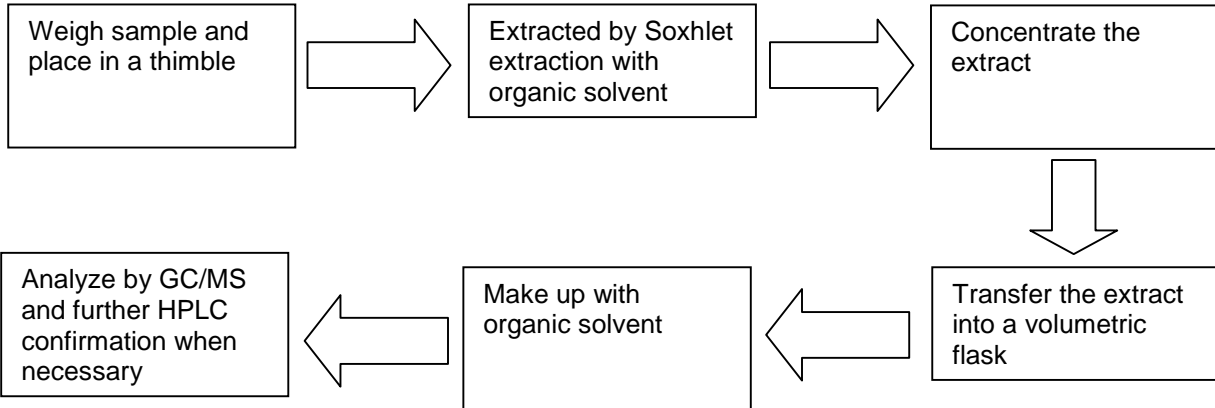 Weigh sample and
place in a thimble
Extracted by Soxhlet
extraction with
organic solvent
Concentrate the
extract
Transfer the extract
into a volumetric
flask
Make up with
organic solvent
Analyze by GC/MS
and further HPLC
confirmation when
necessary